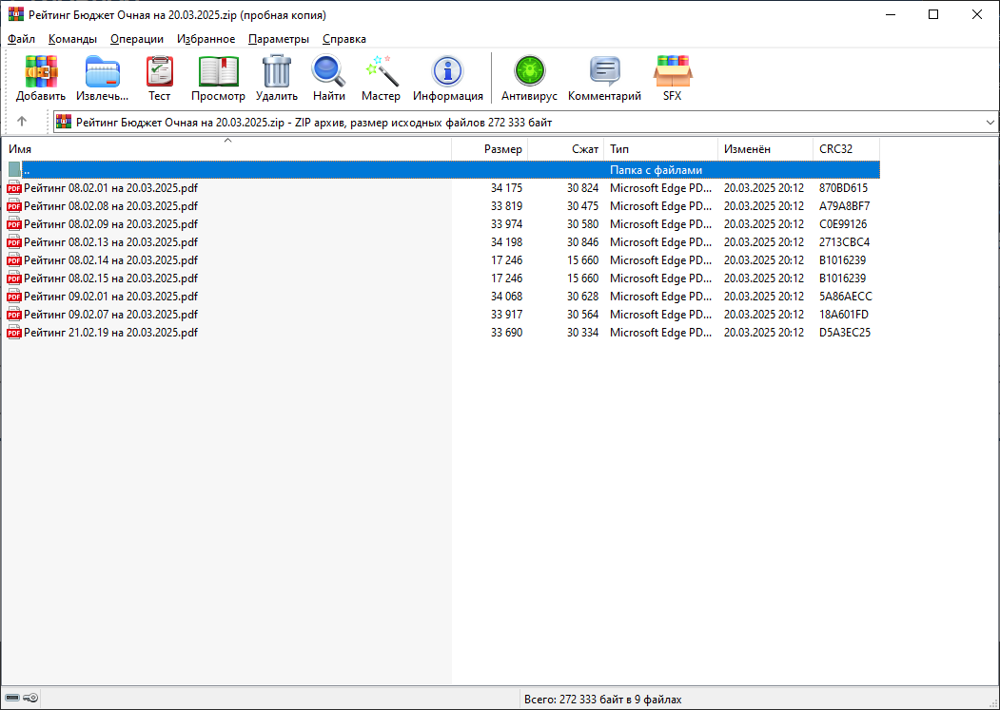 Рейтинг Бюджет Очная на 20.03.2025.zip (пробная копия)
Файл Команды Операции Избранное Параметры Справка
Добавить Извлечь... Тест Просмотр Удалить Найти Мастер Информация Антивирус Комментарий SFX
Рейтинг Бюджет Очная на 20.03.2025.zip - ZIP архив, размер исходных файлов 272 333 байт
Имя Размер Сжат Тип Изменён CRC32
.. Папка с файлами
Рейтинг 08.02.01 на 20.03.2025.pdf 34 175 30 824 Microsoft Edge PD... 20.03.2025 20:12 870BD615
Рейтинг 08.02.08 на 20.03.2025.pdf 33 819 30 475 Microsoft Edge PD... 20.03.2025 20:12 A79A8BF7
Рейтинг 08.02.09 на 20.03.2025.pdf 33 974 30 580 Microsoft Edge PD... 20.03.2025 20:12 C0E99126
Рейтинг 08.02.13 на 20.03.2025.pdf 34 198 30 846 Microsoft Edge PD... 20.03.2025 20:12 2713CBC4
Рейтинг 08.02.14 на 20.03.2025.pdf 17 246 15 660 Microsoft Edge PD... 20.03.2025 20:12 B1016239
Рейтинг 08.02.15 на 20.03.2025.pdf 17 246 15 660 Microsoft Edge PD... 20.03.2025 20:12 B1016239
Рейтинг 09.02.01 на 20.03.2025.pdf 34 068 30 628 Microsoft Edge PD... 20.03.2025 20:12 5A86AECC
Рейтинг 09.02.07 на 20.03.2025.pdf 33 917 30 564 Microsoft Edge PD... 20.03.2025 20:12 18A601FD
Рейтинг 21.02.19 на 20.03.2025.pdf 33 690 30 334 Microsoft Edge PD... 20.03.2025 20:12 D5A3EC25
Всего: 272 333 байт в 9 файлах